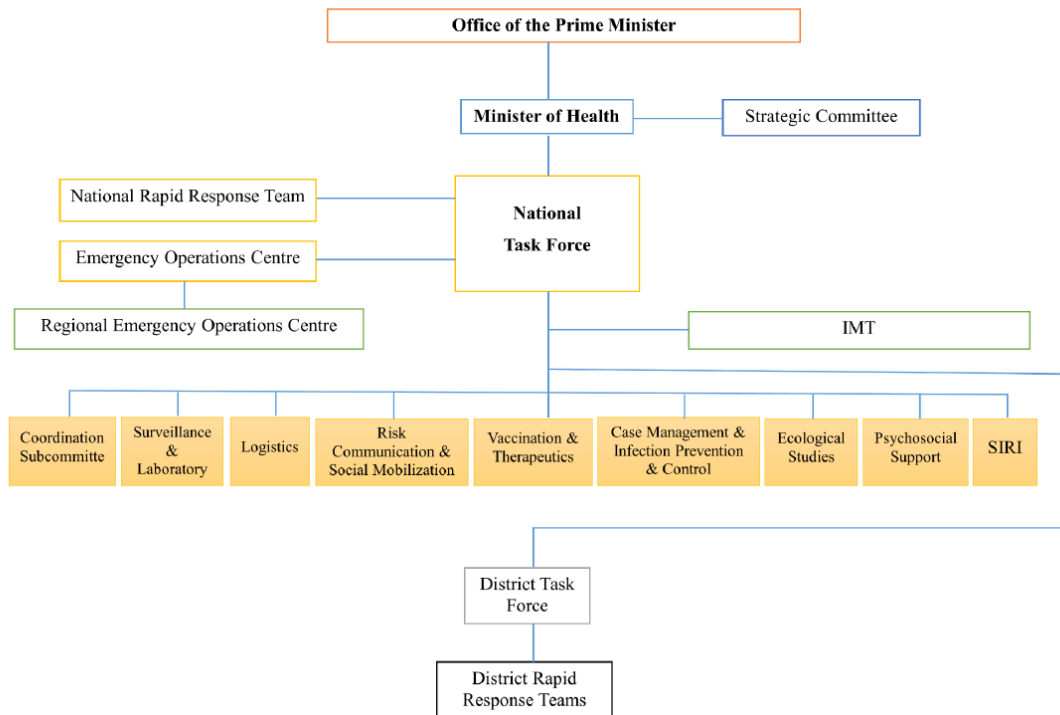 Office of the Prime Minister
Minister of Health
Strategic Committee
National Rapid Response Team
National
Task Force
Emergency Operations Centre
Regional Emergency Operations Centre
IMT
Coordination
Subcommitte
Surveillance
&
Laboratory
Logistics
Risk
Communication &
Social Mobilization
Vaccination &
Therapeutics
Case Management &
Infection Prevention
& Control
Ecological
Studies
Psychosocial
Support
SIRI
District Task
Force
District Rapid
Response Teams